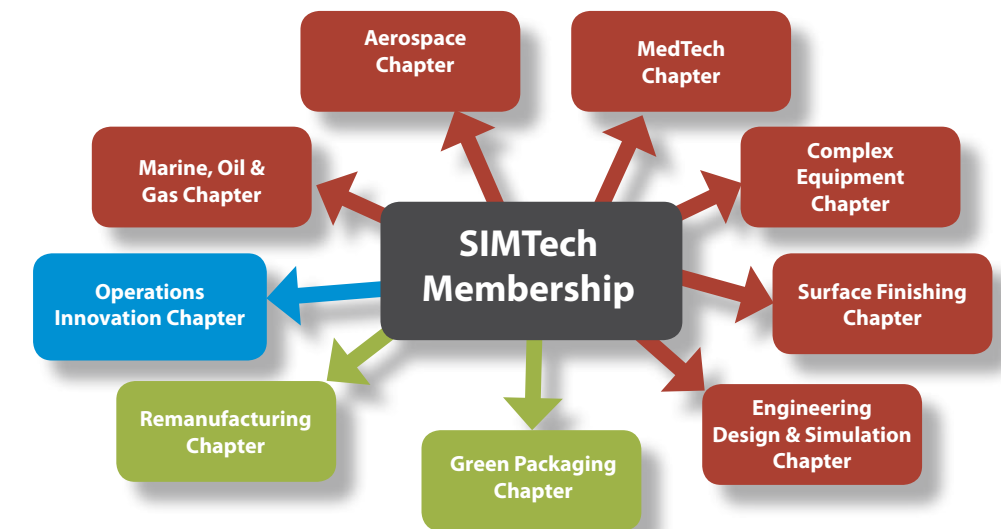 Aerospace
Chapter
MedTech
Chapter
Marine, Oil &
Gas Chapter
Complex
Equipment
Chapter
SIMTech
Membership
Operations
Innovation Chapter
Surface Finishing
Chapter
Remanufacturing
Chapter
Engineering
Design & Simulation
Chapter
Green Packaging
Chapter